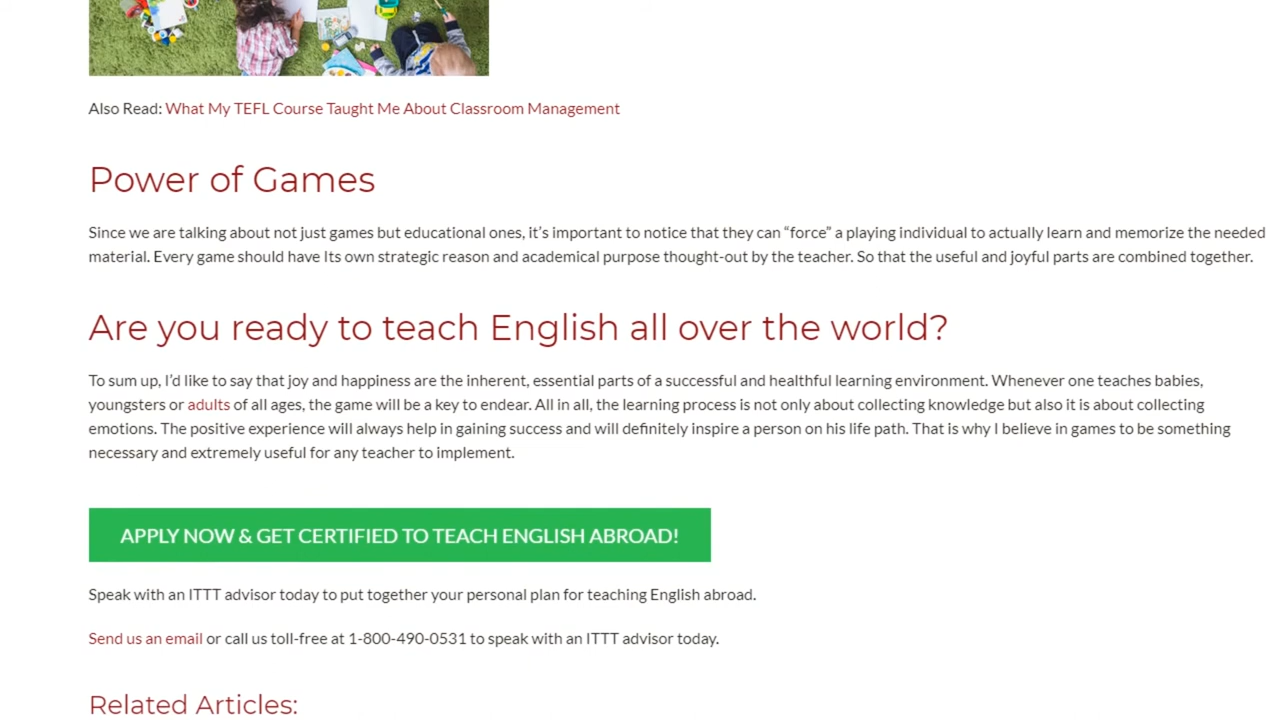 Also Read: What My TEFL Course Taught Me About Classroom Management
Power of Games
Since we are talking about not just games but educational ones, it’s important to notice that they can “force” a playing individual to actually learn and memorize the needed
material. Every game should have Its own strategic reason and academical purpose thought-out by the teacher. So that the useful and joyful parts are combined together.
Are you ready to teach English all over the world?
To sum up, I’d like to say that joy and happiness are the inherent, essential parts of a successful and healthful learning environment. Whenever one teaches babies,
youngsters or adults of all ages, the game will be a key to endear. All in all, the learning process is not only about collecting knowledge but also it is about collecting
emotions. The positive experience will always help in gaining success and will definitely inspire a person on his life path. That is why I believe in games to be something
necessary and extremely useful for any teacher to implement.
APPLY NOW & GET CERTIFIED TO TEACH ENGLISH ABROAD!
Speak with an ITTT advisor today to put together your personal plan for teaching English abroad.
Send us an email or call us toll-free at 1-800-490-0531 to speak with an ITTT advisor today.
Related Articles: